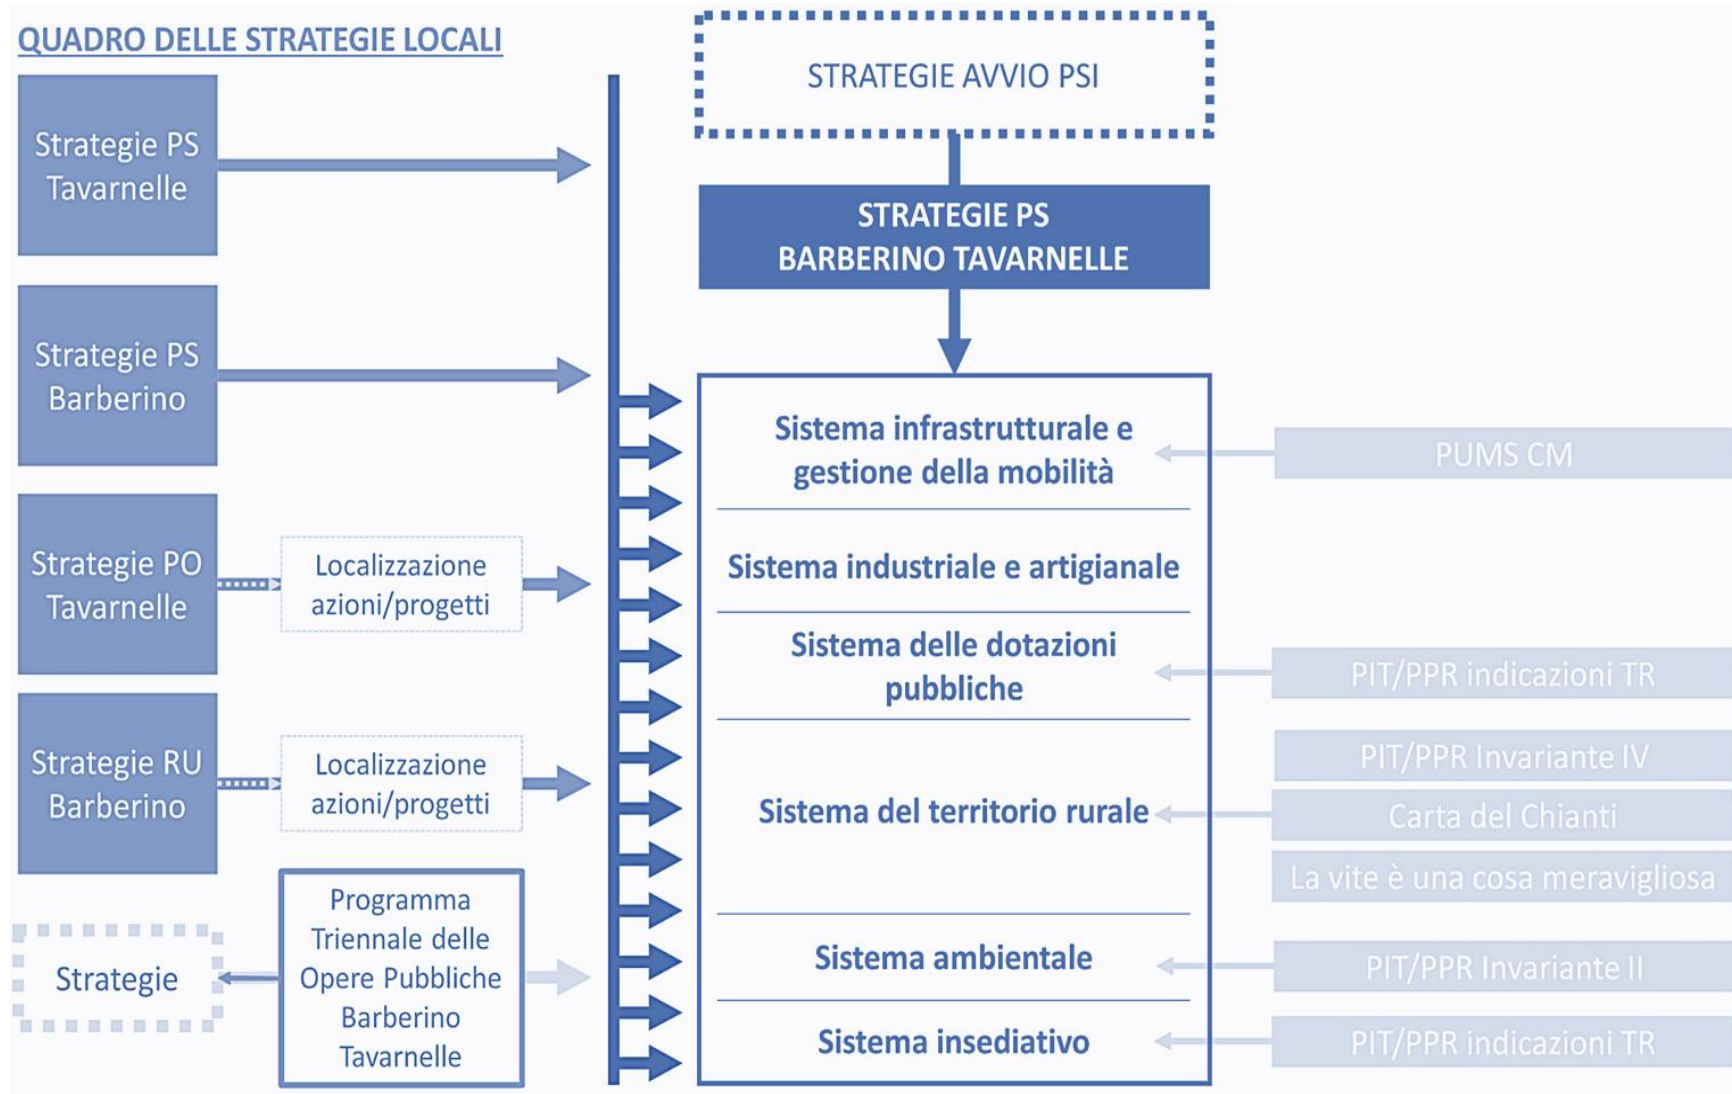 QUADRO DELLE STRATEGIE LOCALI
Strategie PS
Tavarnelle
Strategie PS
Barberino
Strategie PO
Tavarnelle
Localizzazione
azioni/progetti
Strategie RU
Barberino
Localizzazione
azioni/progetti
Strategie
Programma
Triennale delle
Opere Pubbliche
Barberino
Tavarnelle
STRATEGIE AVVIO PSI
STRATEGIE PS
BARBERINO TAVARNELLE
Sistema infrastrutturale e
gestione della mobilità
Sistema industriale e artigianale
Sistema delle dotazioni
pubbliche
Sistema del territorio rurale
Sistema ambientale
Sistema insediativo
PUMS CM
PIT/PPR indicazioni TR
PIT/PPR Invariante IV
Carta del Chianti
La vite è una cosa meravigliosa
PIT/PPR Invariante II
PIT/PPR indicazioni TR